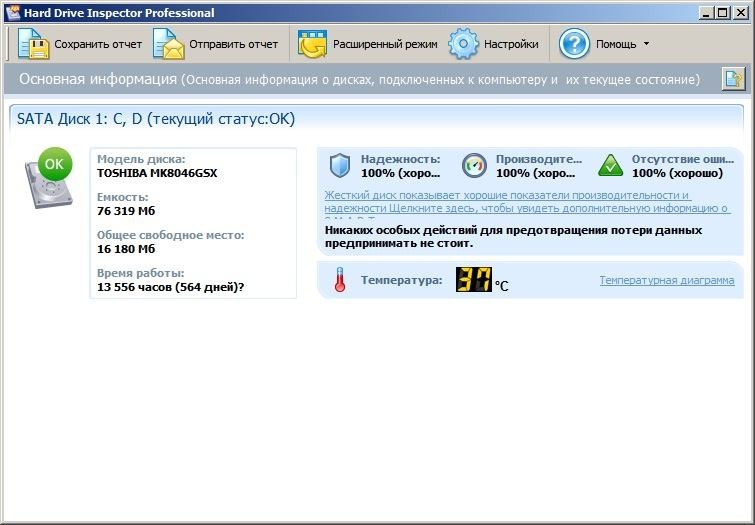 Hard Drive Inspector Professional
Сохранить отчет Отправить отчет Расширенный режим Настройки Помощь
Основная информация (Основная информация о дисках, подключенных к компьютеру и их текущее состояние)
SATA Диск 1: C, D (текущий статус:OK)
OK
Модель диска:
TOSHIBA MK8046GSX
Емкость:
76 319 Мб
Общее свободное место:
16 180 Мб
Время работы:
13 556 часов (564 дней)?
Надежность: Производите... Отсутствие оши...
100% (хоро... 100% (хоро... 100% (хорошо)
Жесткий диск показывает хорошие показатели производительности и
надежности Щелкните здесь, чтобы увидеть дополнительную информацию о
Никаких особых действий для предотвращения потери данных
предпринимать не стоит.
Температура: 37 °C Температурная диаграмма